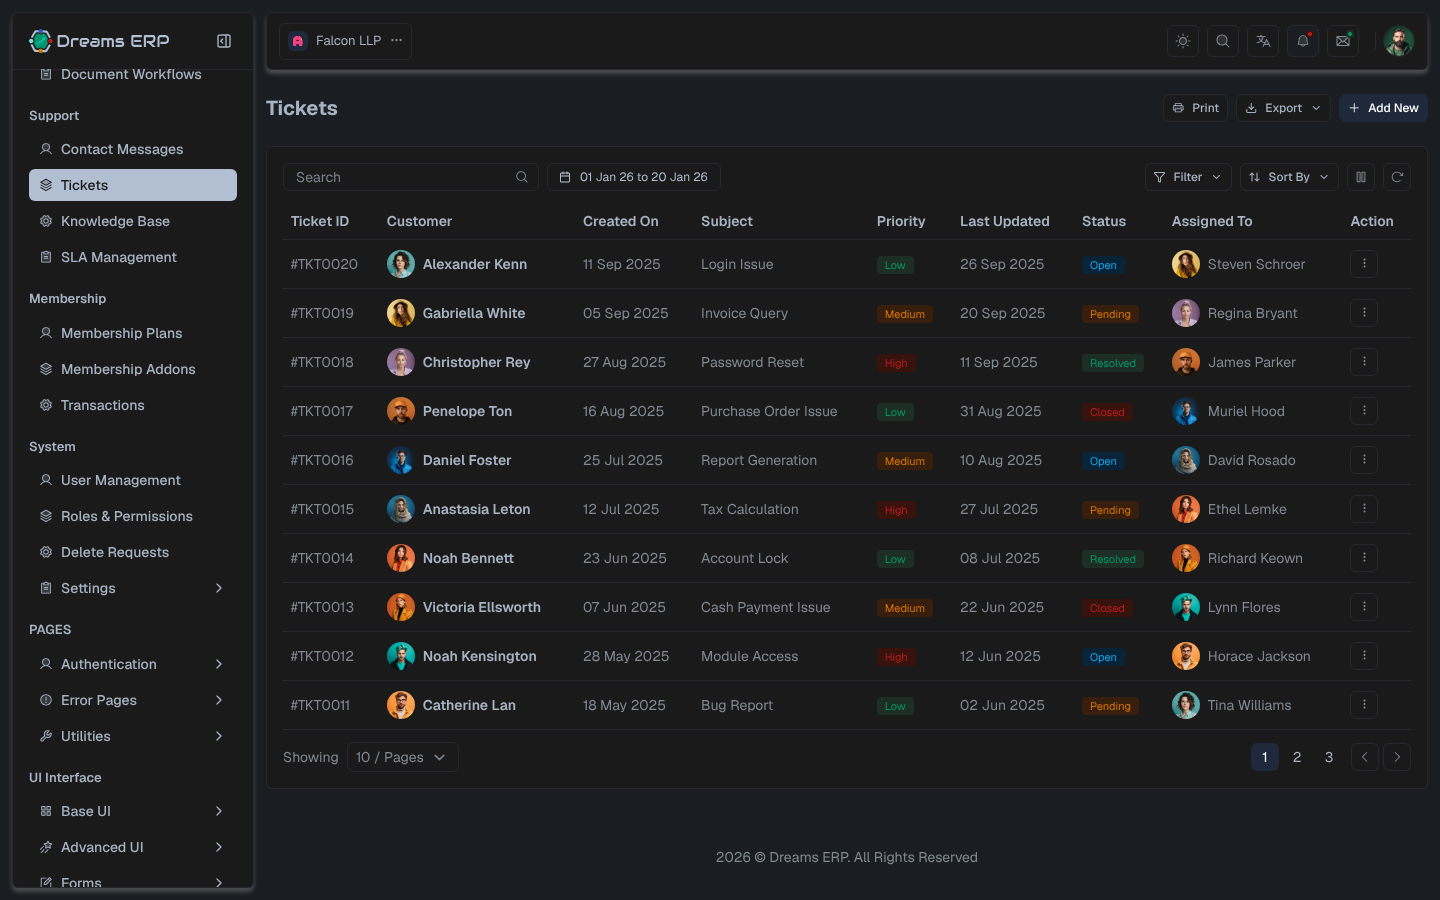 Dreams ERP
Document Workflows
Support
Contact Messages
Tickets
Knowledge Base
SLA Management
Membership
Membership Plans
Membership Addons
Transactions
System
User Management
Roles & Permissions
Delete Requests
Settings
PAGES
Authentication
Error Pages
Utilities
UI Interface
Base UI
Advanced UI
Forms
Falcon LLP
Tickets
Print
Export
Add New
Search
01 Jan 26 to 20 Jan 26
Filter
Sort By
Ticket ID Customer Created On Subject Priority Last Updated Status Assigned To Action
#TKT0020 Alexander Kenn 11 Sep 2025 Login Issue Low 26 Sep 2025 Open Steven Schroer
#TKT0019 Gabriella White 05 Sep 2025 Invoice Query Medium 20 Sep 2025 Pending Regina Bryant
#TKT0018 Christopher Rey 27 Aug 2025 Password Reset High 11 Sep 2025 Resolved James Parker
#TKT0017 Penelope Ton 16 Aug 2025 Purchase Order Issue Low 31 Aug 2025 Closed Muriel Hood
#TKT0016 Daniel Foster 25 Jul 2025 Report Generation Medium 10 Aug 2025 Open David Rosado
#TKT0015 Anastasia Leton 12 Jul 2025 Tax Calculation High 27 Jul 2025 Pending Ethel Lemke
#TKT0014 Noah Bennett 23 Jun 2025 Account Lock Low 08 Jul 2025 Resolved Richard Keown
#TKT0013 Victoria Ellsworth 07 Jun 2025 Cash Payment Issue Medium 22 Jun 2025 Closed Lynn Flores
#TKT0012 Noah Kensington 28 May 2025 Module Access High 12 Jun 2025 Open Horace Jackson
#TKT0011 Catherine Lan 18 May 2025 Bug Report Low 02 Jun 2025 Pending Tina Williams
Showing 10 / Pages
1 2 3
2026 © Dreams ERP. All Rights Reserved